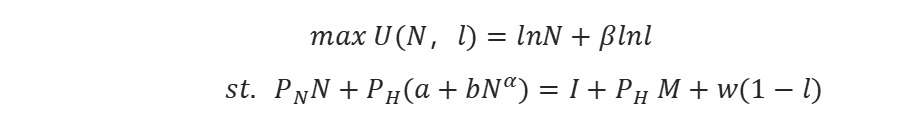 max U(N, l) = lnN + βlnl
st. P_N N + P_H(a + bN^α) = I + P_H M + w(1 − l)